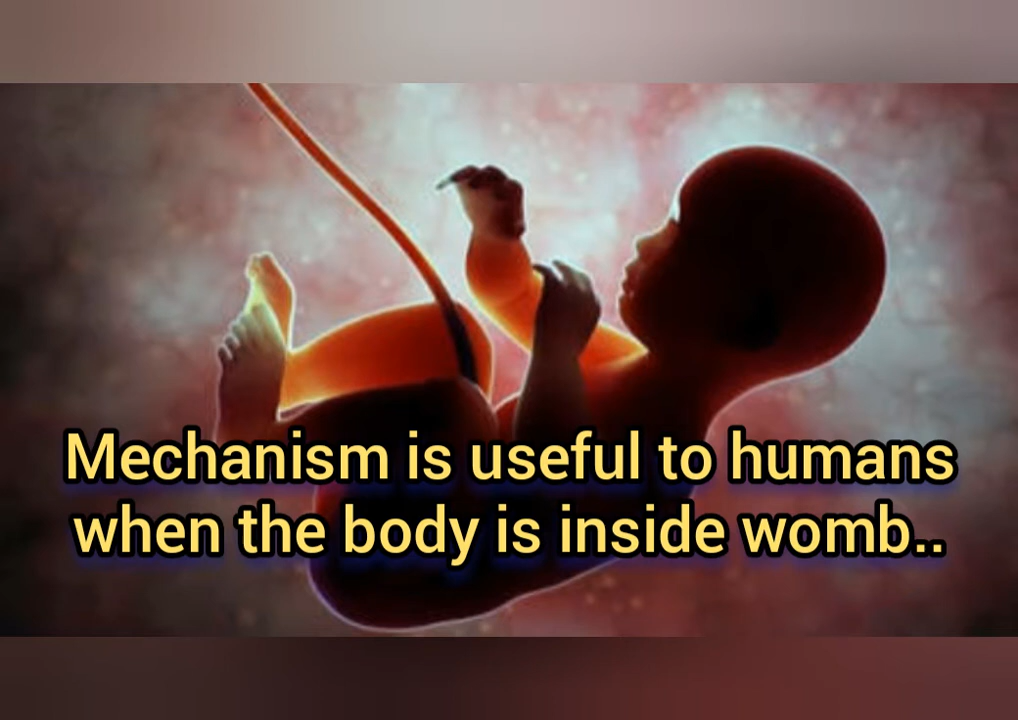 Mechanism is useful to humans
when the body is inside womb..